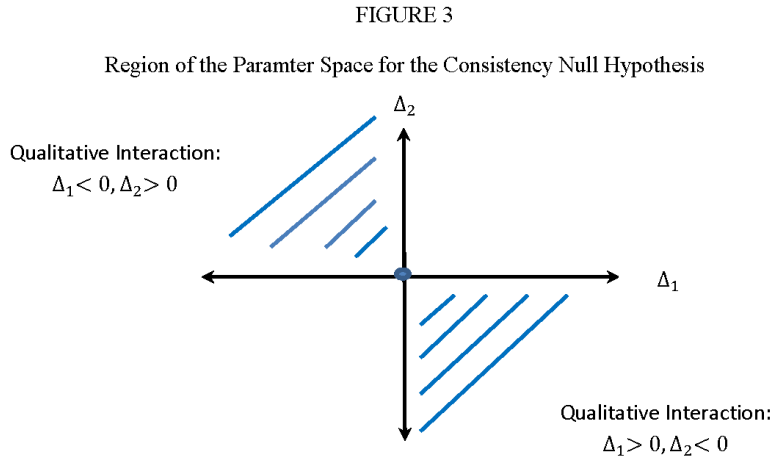 FIGURE 3
Region of the Paramter Space for the Consistency Null Hypothesis
Δ₂
Qualitative Interaction:
Δ₁< 0, Δ₂> 0
Δ₁
Qualitative Interaction:
Δ₁> 0, Δ₂< 0